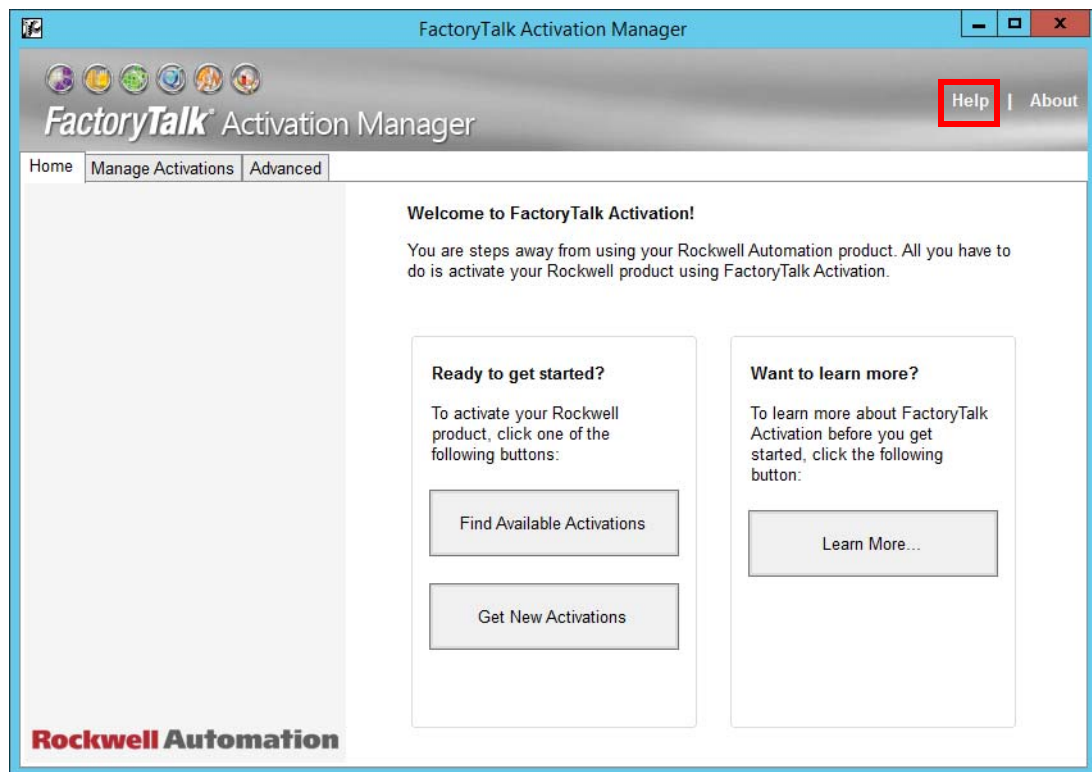 FactoryTalk Activation Manager
FactoryTalk Activation Manager
Help | About
Home
Manage Activations
Advanced
Welcome to FactoryTalk Activation!
You are steps away from using your Rockwell Automation product. All you have to
do is activate your Rockwell product using FactoryTalk Activation.
Ready to get started?
To activate your Rockwell
product, click one of the
following buttons:
Find Available Activations
Get New Activations
Want to learn more?
To learn more about FactoryTalk
Activation before you get
started, click the following
button:
Learn More...
Rockwell Automation